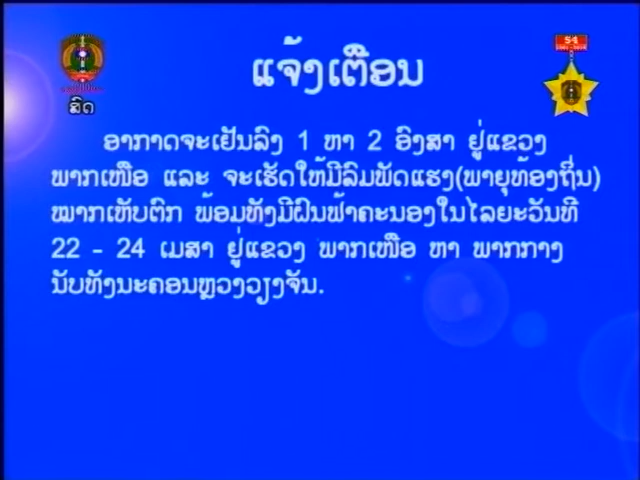 ແຈ້ງເຕືອນ
ສົດ
54
ອາກາດຈະເຢັນລົງ 1 ຫາ 2 ອົງສາ ຢູ່ແຂວງ
ພາກເໜືອ ແລະ ຈະເຮັດໃຫ້ມີລົມພັດແຮງ(ພາຍຸທ້ອງຖິ່ນ)
ໝາກເຫັບຕົກ ພ້ອມທັງມີຝົນຟ້າຄະນອງໃນໄລຍະວັນທີ
22 - 24 ເມສາ ຢູ່ແຂວງ ພາກເໜືອ ຫາ ພາກກາງ
ນັບທັງນະຄອນຫຼວງວຽງຈັນ.